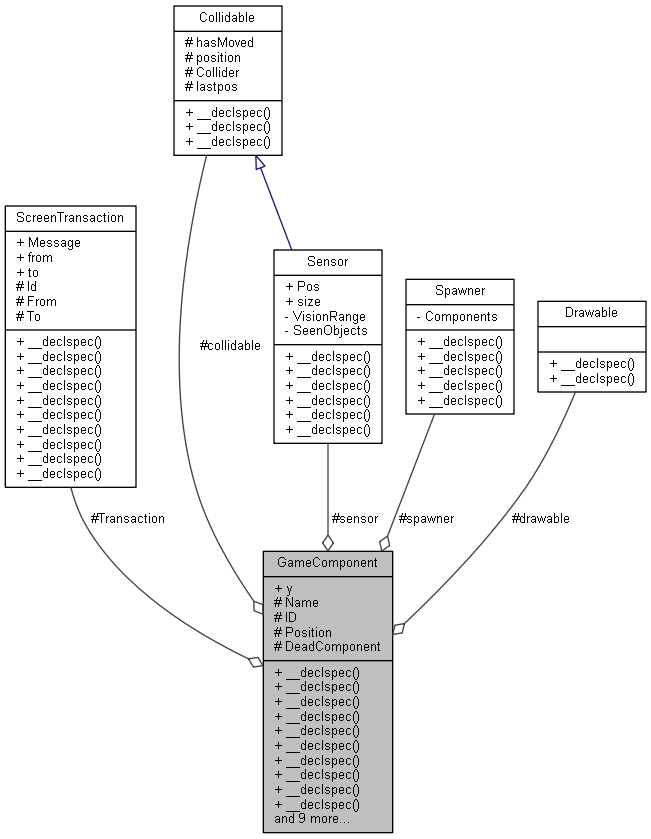 Collidable
# hasMoved
# position
# Collider
# lastpos
+ __declspec()
+ __declspec()
+ __declspec()
ScreenTransaction
+ Message
+ from
+ to
# Id
# From
# To
+ __declspec()
+ __declspec()
+ __declspec()
+ __declspec()
+ __declspec()
+ __declspec()
+ __declspec()
+ __declspec()
+ __declspec()
+ __declspec()
Sensor
+ Pos
+ size
- VisionRange
- SeenObjects
+ __declspec()
+ __declspec()
+ __declspec()
+ __declspec()
+ __declspec()
+ __declspec()
Spawner
- Components
+ __declspec()
+ __declspec()
+ __declspec()
+ __declspec()
+ __declspec()
Drawable
+ __declspec()
+ __declspec()
#collidable
#Transaction
#sensor
#spawner
#drawable
GameComponent
+ y
# Name
# ID
# Position
# DeadComponent
+ __declspec()
+ __declspec()
+ __declspec()
+ __declspec()
+ __declspec()
+ __declspec()
+ __declspec()
+ __declspec()
+ __declspec()
+ __declspec()
and 9 more...